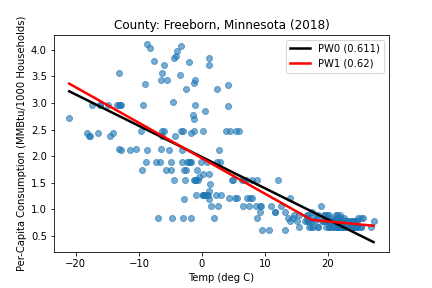 County: Freeborn, Minnesota (2018)
PW0 (0.611)
PW1 (0.62)
Per-Capita Consumption (MMBtu/1000 Households)
4.0
3.5
3.0
2.5
2.0
1.5
1.0
0.5
−20 −10 0 10 20
Temp (deg C)